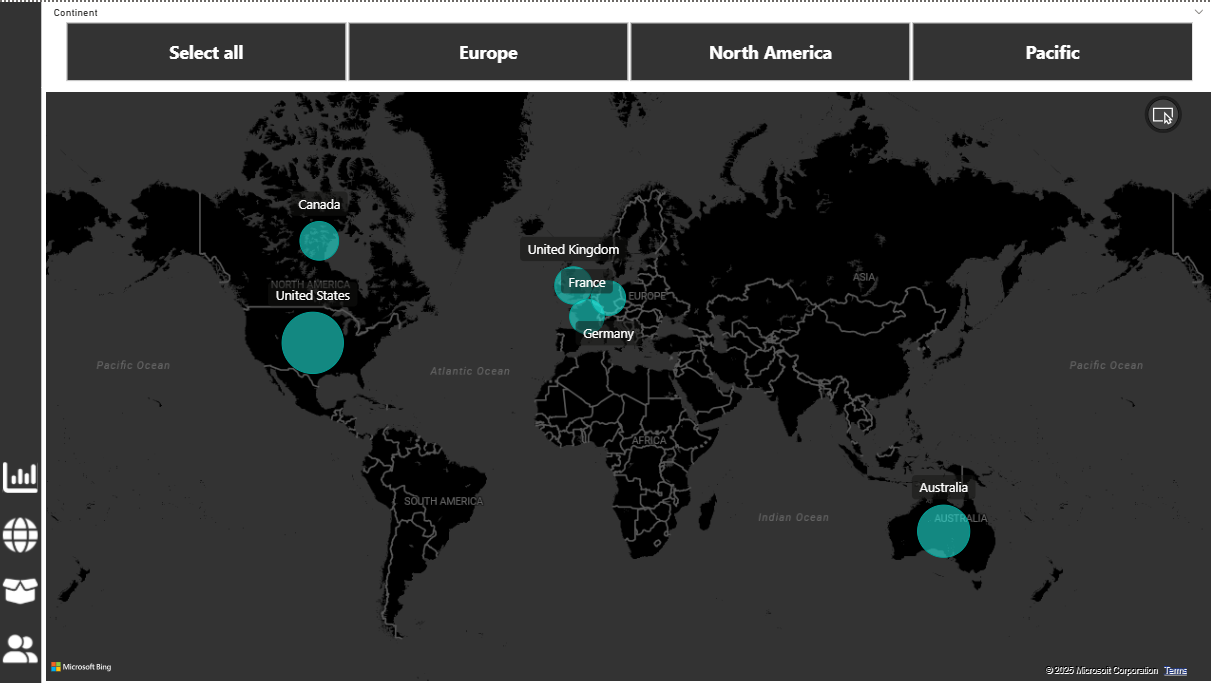 Continent
Select all
Europe
North America
Pacific
Canada
United Kingdom
NORTH AMERICA
United States
France
EUROPE
ASIA
Germany
Pacific Ocean
Atlantic Ocean
Pacific Ocean
AFRICA
SOUTH AMERICA
Australia
Indian Ocean
AUSTRALIA
Microsoft Bing
© 2025 Microsoft Corporation Terms